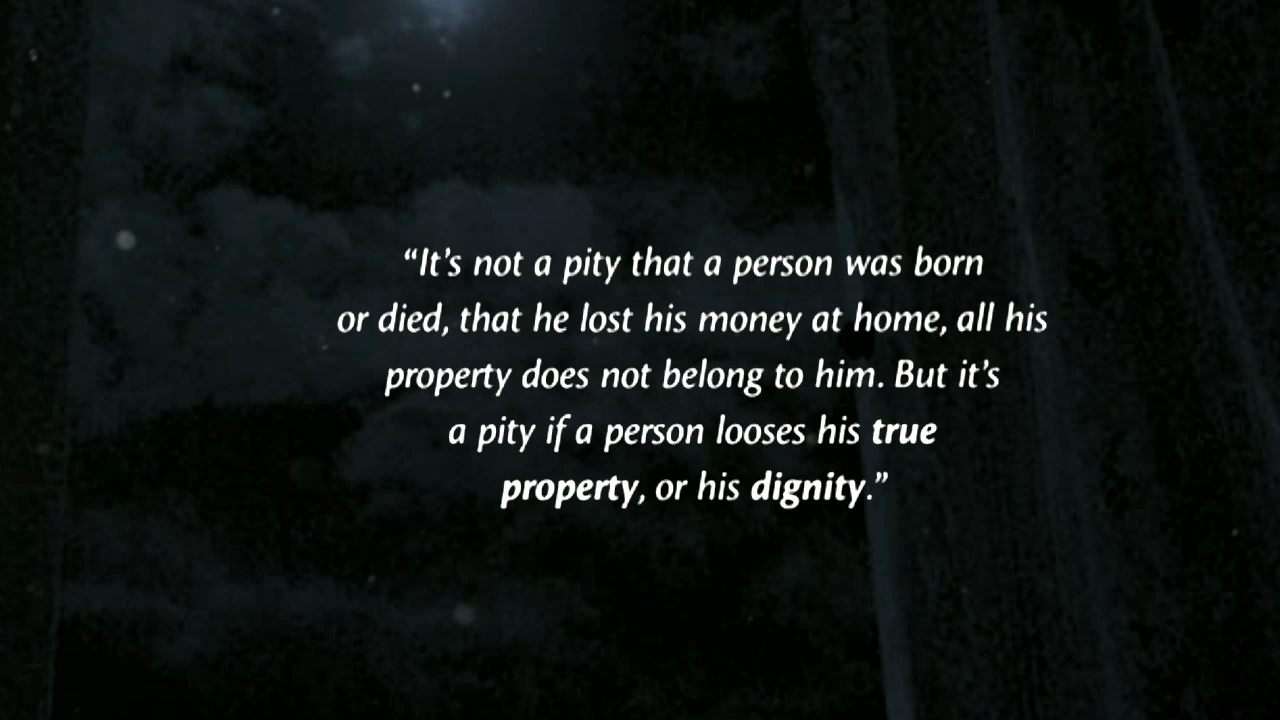 “It’s not a pity that a person was born
or died, that he lost his money at home, all his
property does not belong to him. But it’s
a pity if a person looses his true
property, or his dignity.”